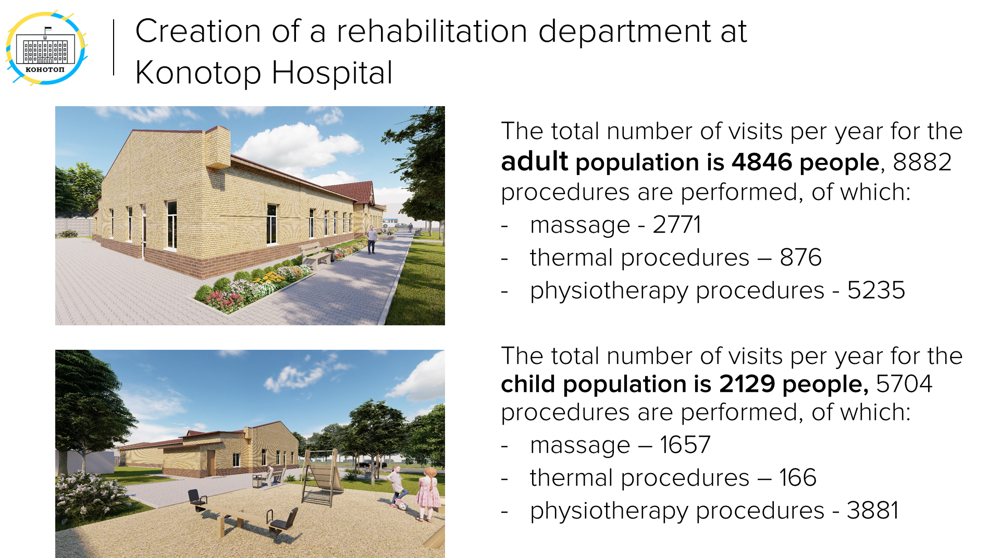 КОНОТОП
Creation of a rehabilitation department at
Konotop Hospital
The total number of visits per year for the
adult population is 4846 people, 8882
procedures are performed, of which:
- massage - 2771
- thermal procedures – 876
- physiotherapy procedures - 5235
The total number of visits per year for the
child population is 2129 people, 5704
procedures are performed, of which:
- massage – 1657
- thermal procedures – 166
- physiotherapy procedures - 3881